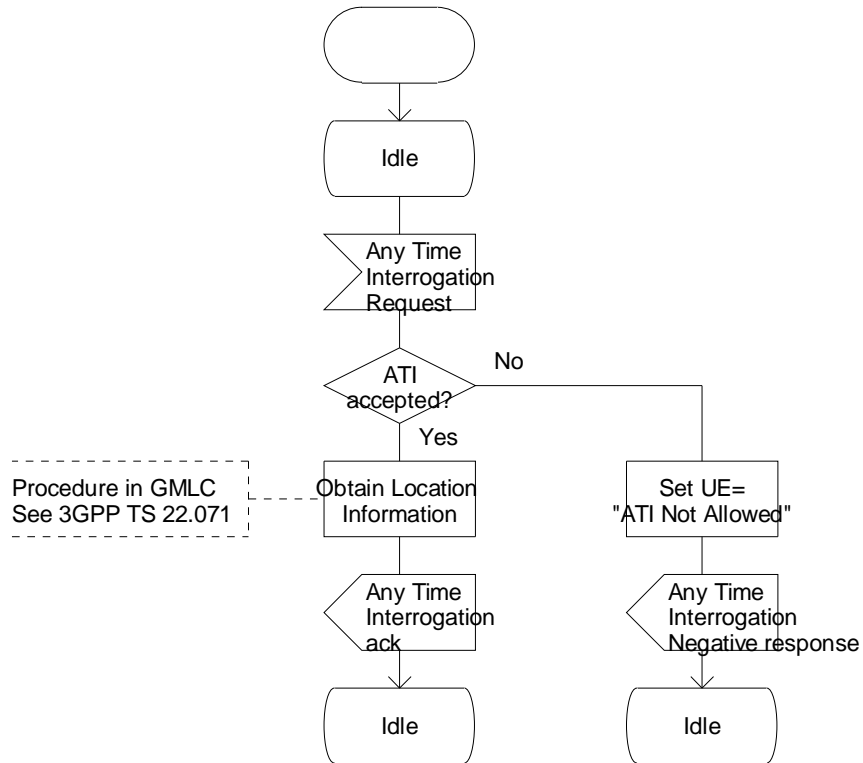 Idle
Any Time
Interrogation
Request
ATI
accepted?
No
Yes
Procedure in GMLC
See 3GPP TS 22.071
Obtain Location
Information
Set UE=
"ATI Not Allowed"
Any Time
Interrogation
ack
Any Time
Interrogation
Negative response
Idle
Idle